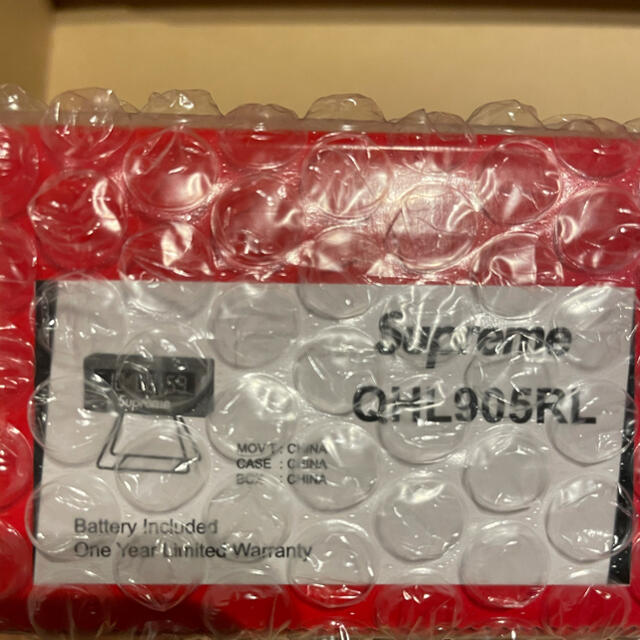 Supreme
QHL905RL
Supreme
MOV'T : CHINA
CASE : CHINA
BOX : CHINA
Battery Included
One Year Limited Warranty